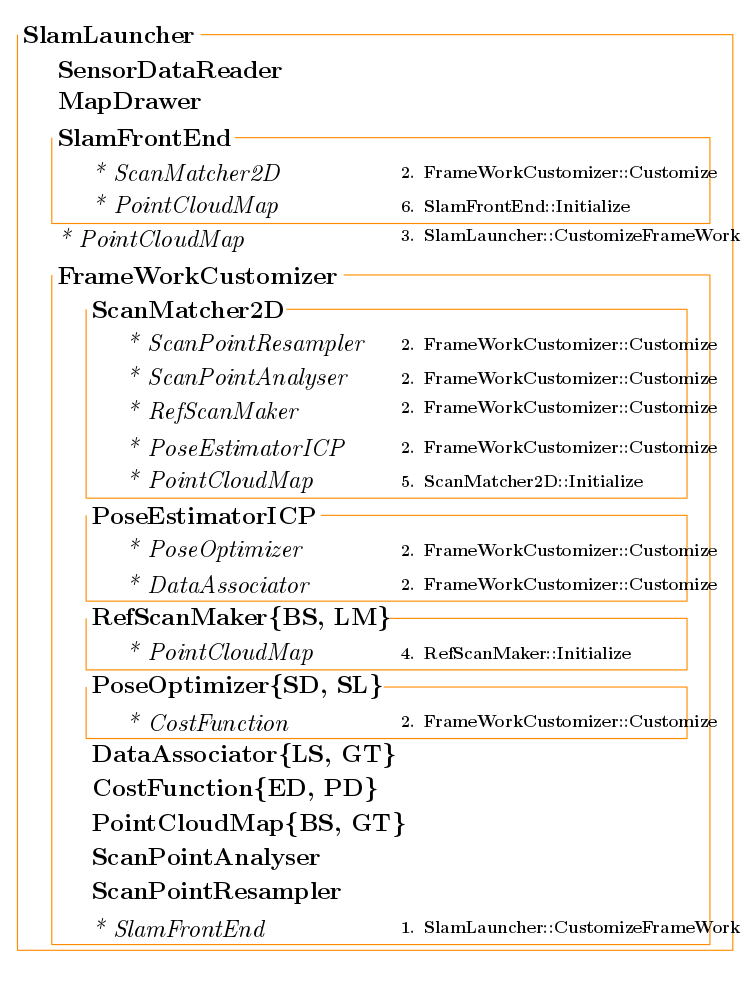 SlamLauncher
SensorDataReader
MapDrawer
SlamFrontEnd
* ScanMatcher2D 2. FrameWorkCustomizer::Customize
* PointCloudMap 6. SlamFrontEnd::Initialize
* PointCloudMap 3. SlamLauncher::CustomizeFrameWork
FrameWorkCustomizer
ScanMatcher2D
* ScanPointResampler 2. FrameWorkCustomizer::Customize
* ScanPointAnalyser 2. FrameWorkCustomizer::Customize
* RefScanMaker 2. FrameWorkCustomizer::Customize
* PoseEstimatorICP 2. FrameWorkCustomizer::Customize
* PointCloudMap 5. ScanMatcher2D::Initialize
PoseEstimatorICP
* PoseOptimizer 2. FrameWorkCustomizer::Customize
* DataAssociator 2. FrameWorkCustomizer::Customize
RefScanMaker{BS, LM}
* PointCloudMap 4. RefScanMaker::Initialize
PoseOptimizer{SD, SL}
* CostFunction 2. FrameWorkCustomizer::Customize
DataAssociator{LS, GT}
CostFunction{ED, PD}
PointCloudMap{BS, GT}
ScanPointAnalyser
ScanPointResampler
* SlamFrontEnd 1. SlamLauncher::CustomizeFrameWork